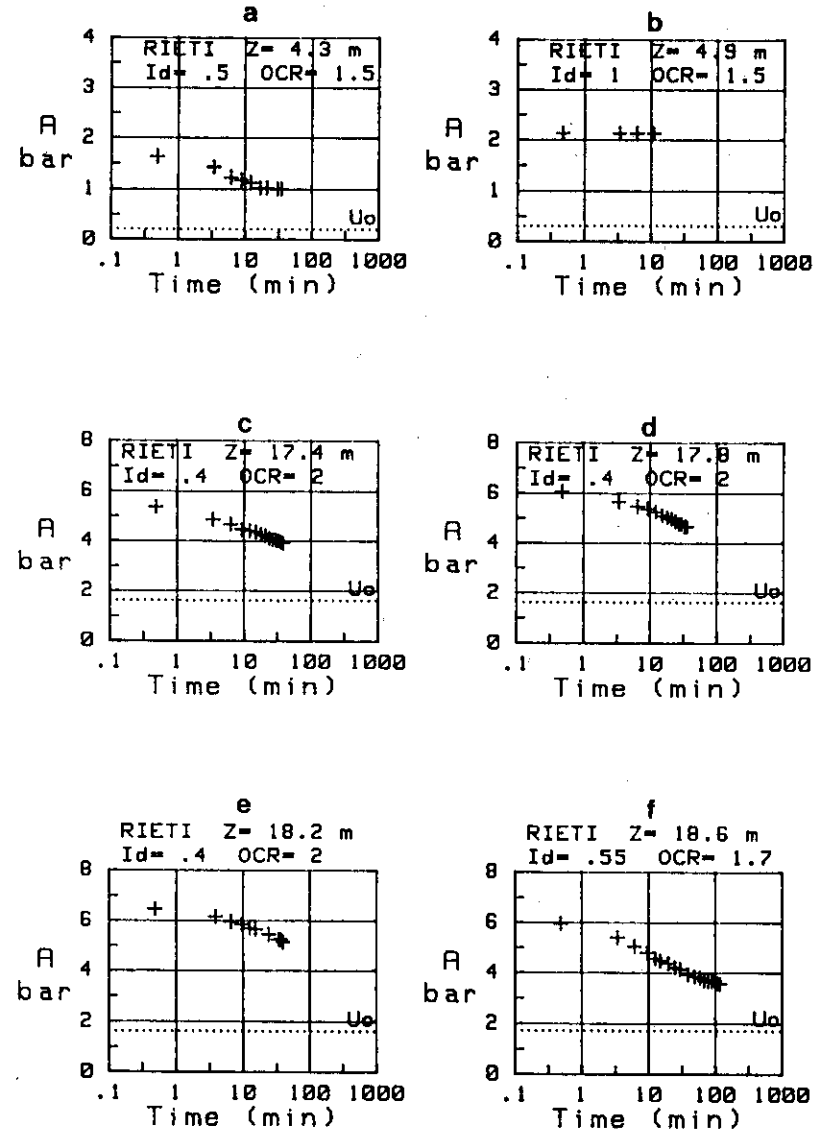 a
RIETI Z= 4.3 m
Id= .5 OCR= 1.5
4
3
2
1
0
A
bar
Uo
.1 1 10 100 1000
Time (min)
b
RIETI Z= 4.9 m
Id= 1 OCR= 1.5
4
3
2
1
0
A
bar
Uo
.1 1 10 100 1000
Time (min)
c
RIETI Z= 17.4 m
Id= .4 OCR= 2
8
6
4
2
0
A
bar
Uo
.1 1 10 100 1000
Time (min)
d
RIETI Z= 17.8 m
Id= .4 OCR= 2
8
6
4
2
0
A
bar
Uo
.1 1 10 100 1000
Time (min)
e
RIETI Z= 18.2 m
Id= .4 OCR= 2
8
6
4
2
0
A
bar
Uo
.1 1 10 100 1000
Time (min)
f
RIETI Z= 18.6 m
Id= .55 OCR= 1.7
8
6
4
2
0
A
bar
Uo
.1 1 10 100 1000
Time (min)